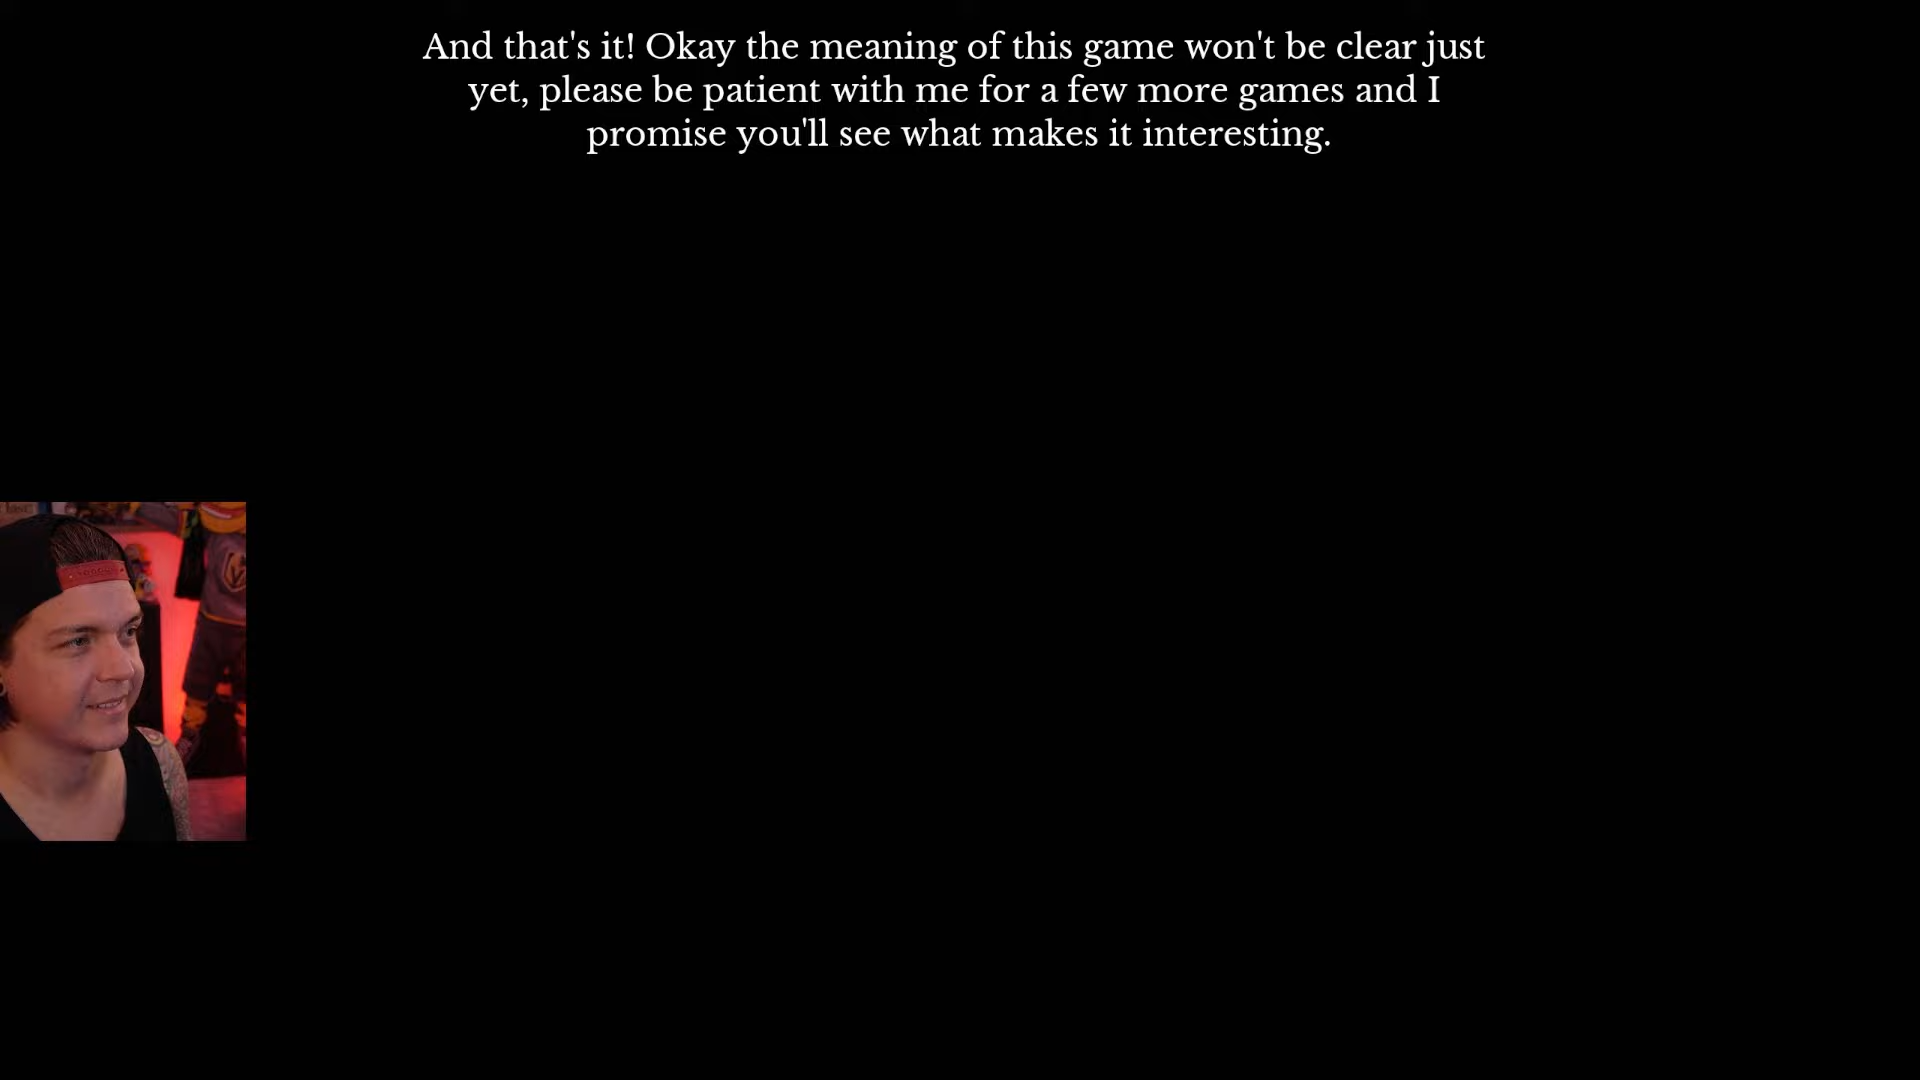 And that's it! Okay the meaning of this game won't be clear just
yet, please be patient with me for a few more games and I
promise you'll see what makes it interesting.